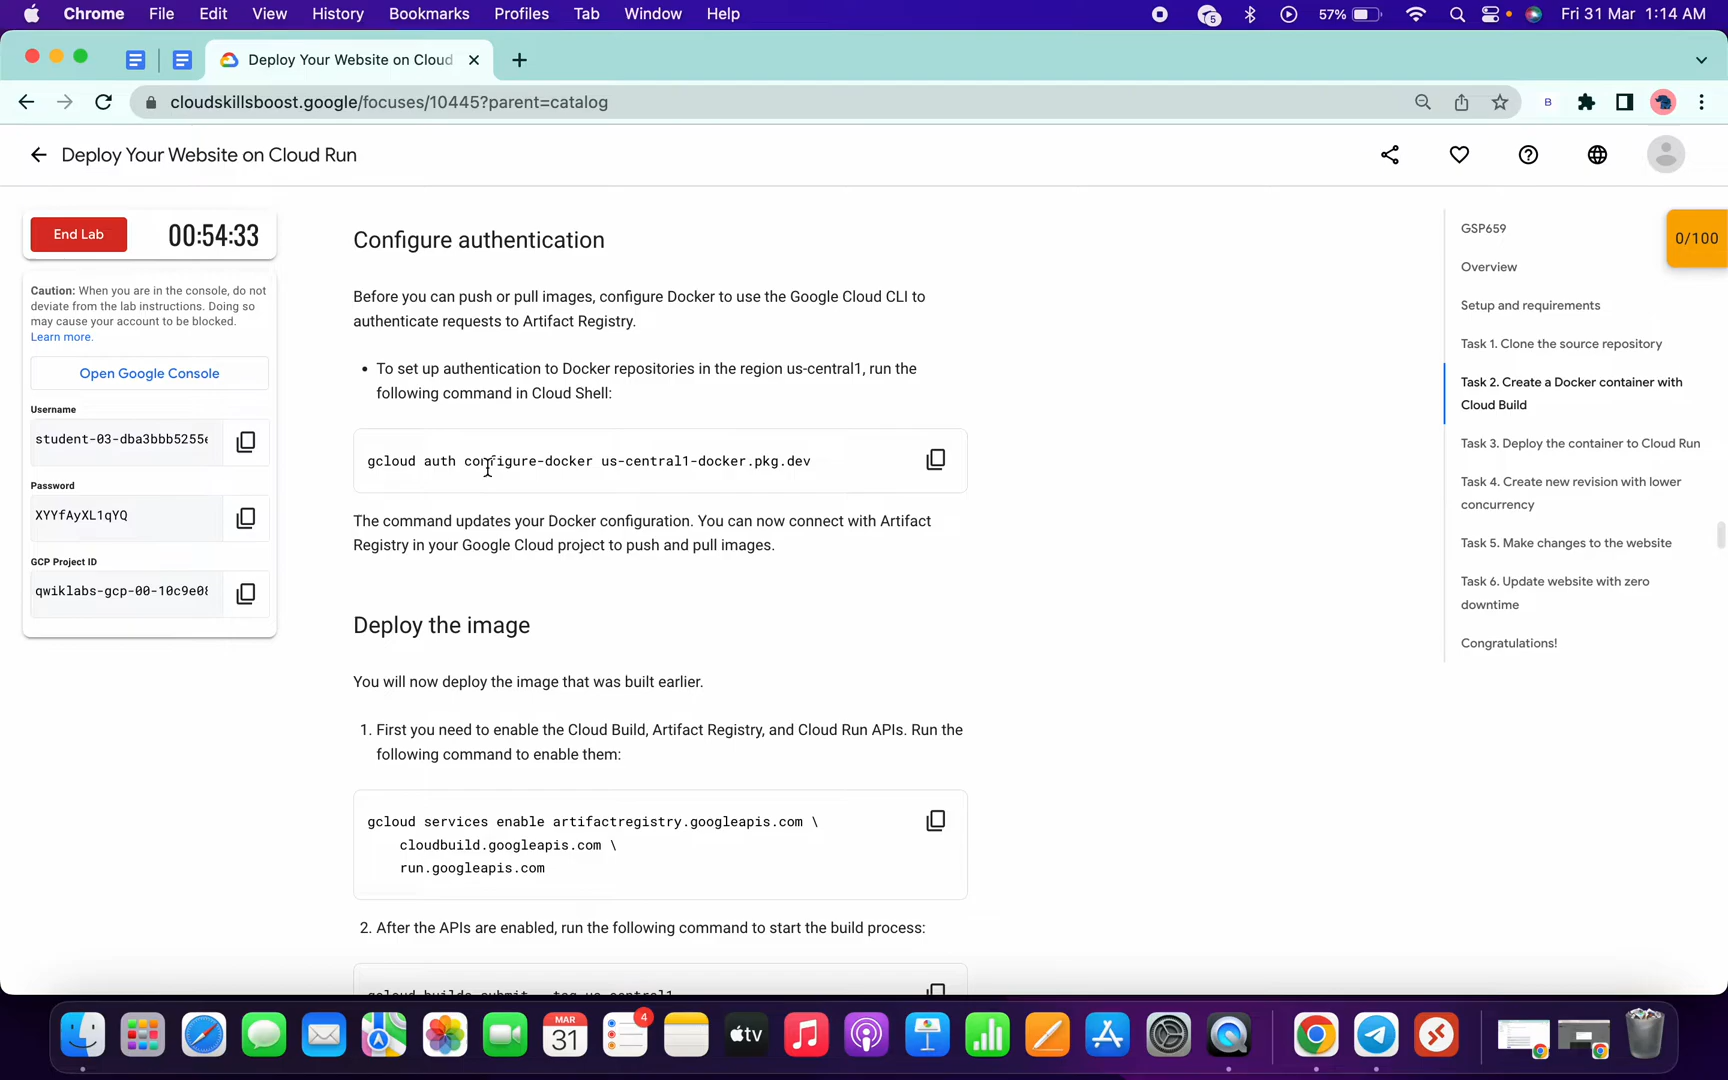 Chrome File Edit View History Bookmarks Profiles Tab Window Help 5 57% Fri 31 Mar 1:14 AM
Deploy Your Website on Cloud
cloudskillsboost.google/focuses/10445?parent=catalog B
Deploy Your Website on Cloud Run
End Lab 00:54:33
Caution: When you are in the console, do not
deviate from the lab instructions. Doing so
may cause your account to be blocked.
Learn more.
Open Google Console
Username
student-03-dba3bbb5255
Password
XYYfAyXL1qYQ
GCP Project ID
qwiklabs-gcp-00-10c9e0
Configure authentication
Before you can push or pull images, configure Docker to use the Google Cloud CLI to
authenticate requests to Artifact Registry.
• To set up authentication to Docker repositories in the region us-central1, run the
following command in Cloud Shell:
gcloud auth configure-docker us-central1-docker.pkg.dev
The command updates your Docker configuration. You can now connect with Artifact
Registry in your Google Cloud project to push and pull images.
Deploy the image
You will now deploy the image that was built earlier.
1. First you need to enable the Cloud Build, Artifact Registry, and Cloud Run APIs. Run the
following command to enable them:
gcloud services enable artifactregistry.googleapis.com \
cloudbuild.googleapis.com \
run.googleapis.com
2. After the APIs are enabled, run the following command to start the build process:
GSP659
Overview
Setup and requirements
Task 1. Clone the source repository
Task 2. Create a Docker container with
Cloud Build
Task 3. Deploy the container to Cloud Run
Task 4. Create new revision with lower
concurrency
Task 5. Make changes to the website
Task 6. Update website with zero
downtime
Congratulations!
0/100
MAR
31
4
tv